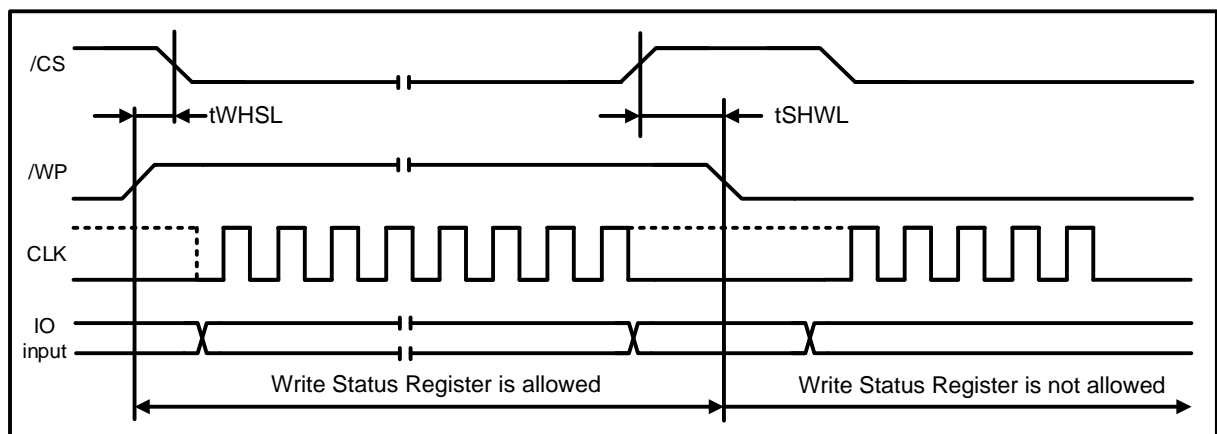 /CS
tWHSL
tSHWL
/WP
CLK
IO
input
Write Status Register is allowed
Write Status Register is not allowed